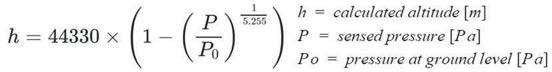 h = 44330 × (1 − (P/P₀)^(1/5.255))
h = calculated altitude [m]
P = sensed pressure [Pa]
Po = pressure at ground level [Pa]